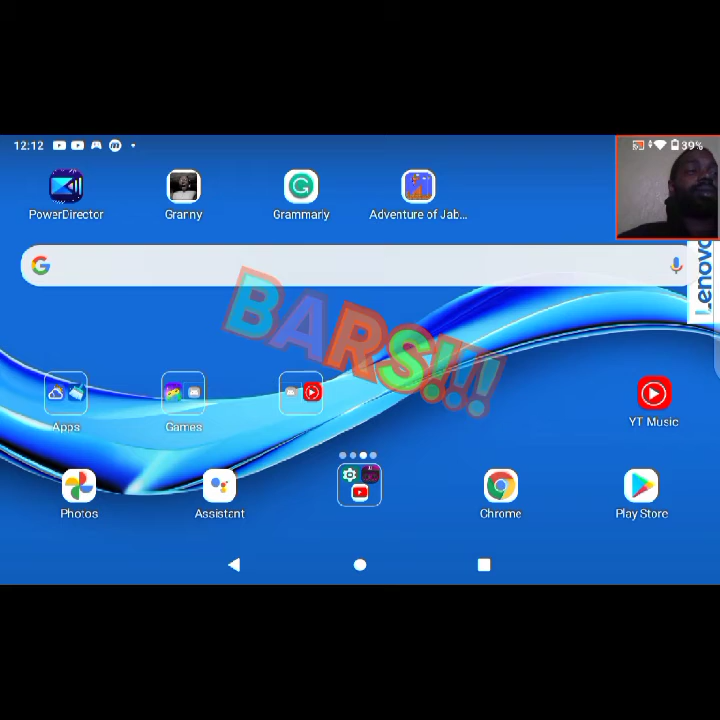 12:12
39%
PowerDirector
Granny
Grammarly
Adventure of Jab...
Lenovo
BARS!!!
Apps
Games
YT Music
Photos
Assistant
Chrome
Play Store